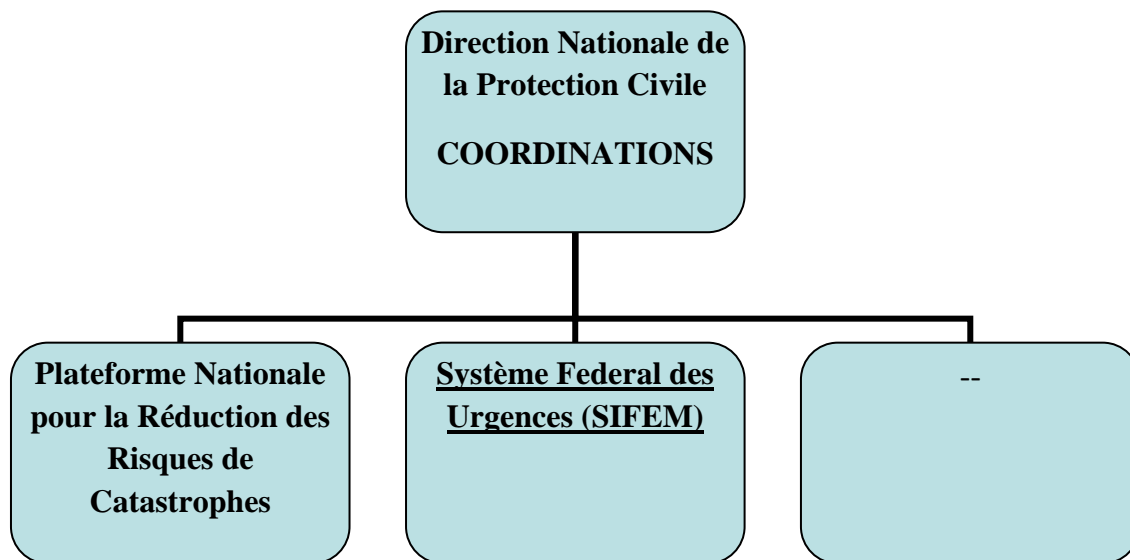 Direction Nationale de
la Protection Civile
COORDINATIONS
Plateforme Nationale
pour la Réduction des
Risques de
Catastrophes
Système Federal des
Urgences (SIFEM)
--